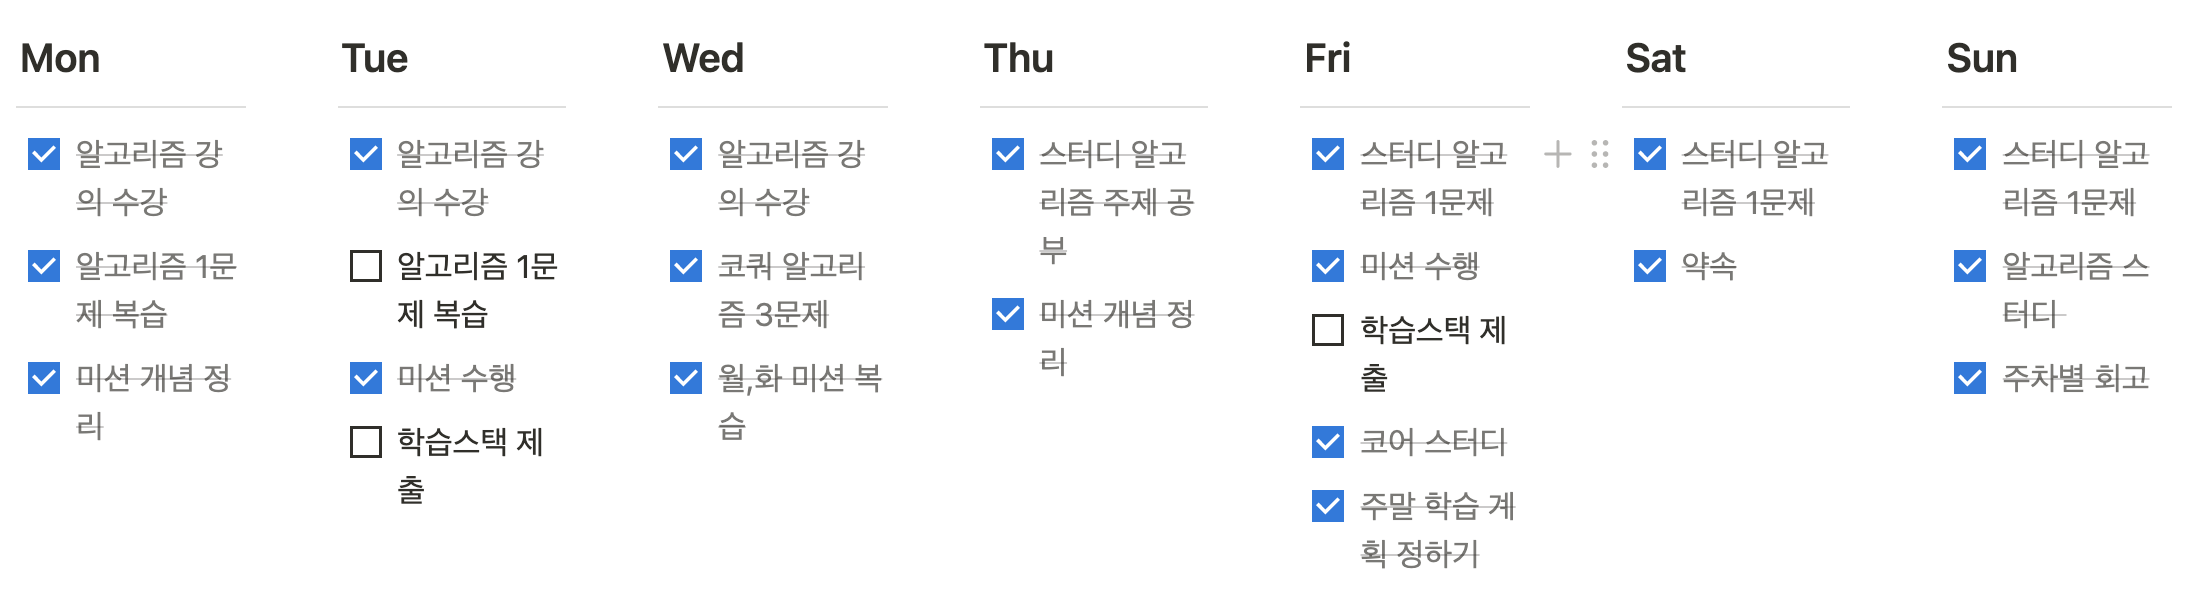 Mon
알고리즘 강
의 수강
알고리즘 1문
제 복습
미션 개념 정
리
Tue
알고리즘 강
의 수강
알고리즘 1문
제 복습
미션 수행
학습스택 제
출
Wed
알고리즘 강
의 수강
코쿼 알고리
즘 3문제
월,화 미션 복
습
Thu
스터디 알고
리즘 주제 공
부
미션 개념 정
리
Fri
스터디 알고
리즘 1문제
미션 수행
학습스택 제
출
코어 스터디
주말 학습 계
획 정하기
Sat
스터디 알고
리즘 1문제
약속
Sun
스터디 알고
리즘 1문제
알고리즘 스
터디
주차별 회고